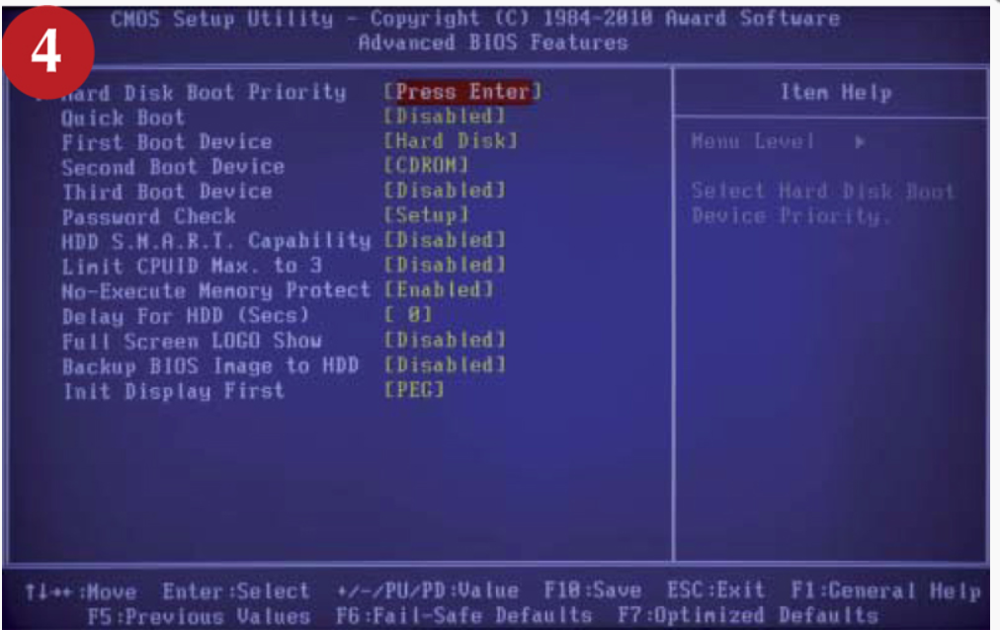 CMOS Setup Utility - Copyright (C) 1984-2010 Award Software
Advanced BIOS Features
4
Hard Disk Boot Priority [Press Enter]
Quick Boot [Disabled]
First Boot Device [Hard Disk]
Second Boot Device [CDROM]
Third Boot Device [Disabled]
Password Check [Setup]
HDD S.M.A.R.T. Capability [Disabled]
Limit CPUID Max. to 3 [Disabled]
No-Execute Memory Protect [Enabled]
Delay For HDD (Secs) [ 0]
Full Screen LOGO Show [Disabled]
Backup BIOS Image to HDD [Disabled]
Init Display First [PEG]
Item Help
Menu Level ▶
Select Hard Disk Boot
Device Priority.
↑↓→←:Move Enter:Select +/-/PU/PD:Value F10:Save ESC:Exit F1:General Help
F5:Previous Values F6:Fail-Safe Defaults F7:Optimized Defaults